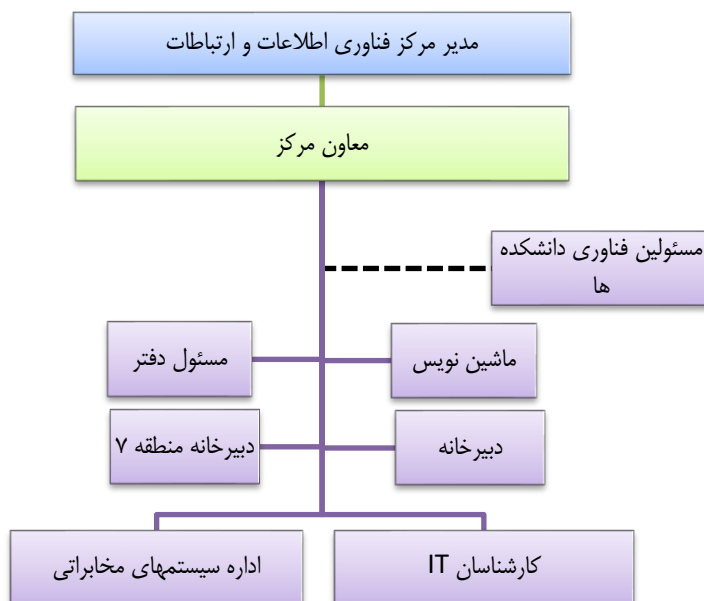 مدیر مرکز فناوری اطلاعات و ارتباطات
معاون مرکز
مسئولین فناوری دانشکده
ها
ماشین نویس
مسئول دفتر
دبیرخانه
دبیرخانه منطقه ۷
کارشناسان IT
اداره سیستمهای مخابراتی